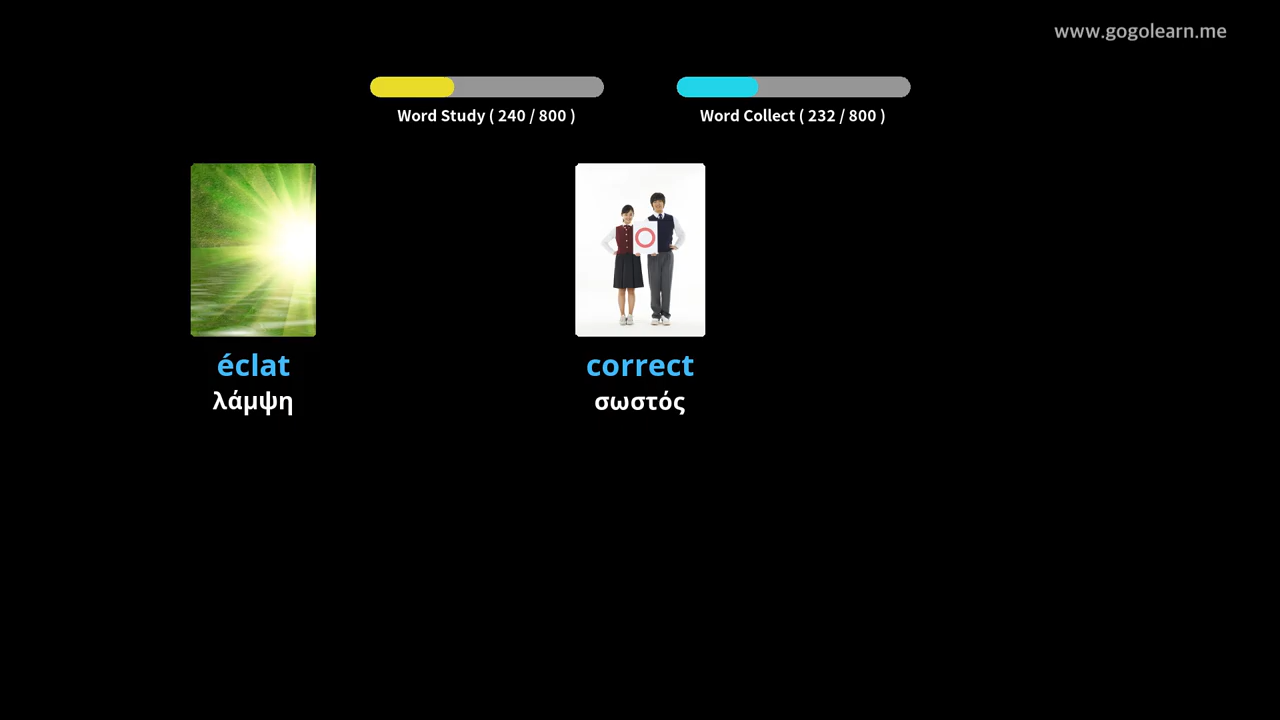 www.gogolearn.me
Word Study ( 240 / 800 )
Word Collect ( 232 / 800 )
éclat
λάμψη
correct
σωστός